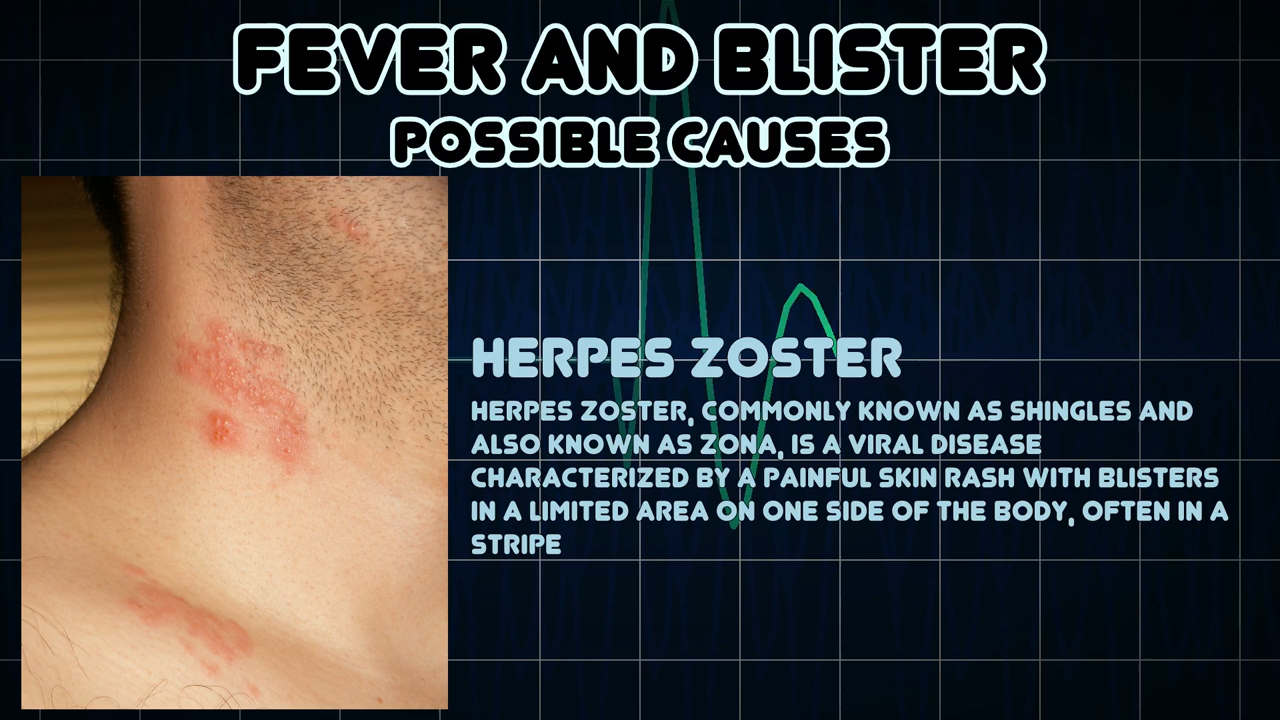 FEVER AND BLISTER
POSSIBLE CAUSES
HERPES ZOSTER
HERPES ZOSTER, COMMONLY KNOWN AS SHINGLES AND
ALSO KNOWN AS ZONA, IS A VIRAL DISEASE
CHARACTERIZED BY A PAINFUL SKIN RASH WITH BLISTERS
IN A LIMITED AREA ON ONE SIDE OF THE BODY, OFTEN IN A
STRIPE